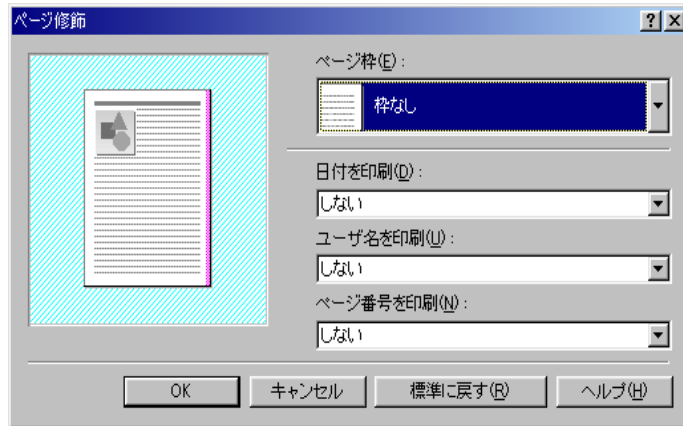 ページ修飾
ページ枠(E):
枠なし
日付を印刷(D):
しない
ユーザ名を印刷(U):
しない
ページ番号を印刷(N):
しない
OK キャンセル 標準に戻す(R) ヘルプ(H)